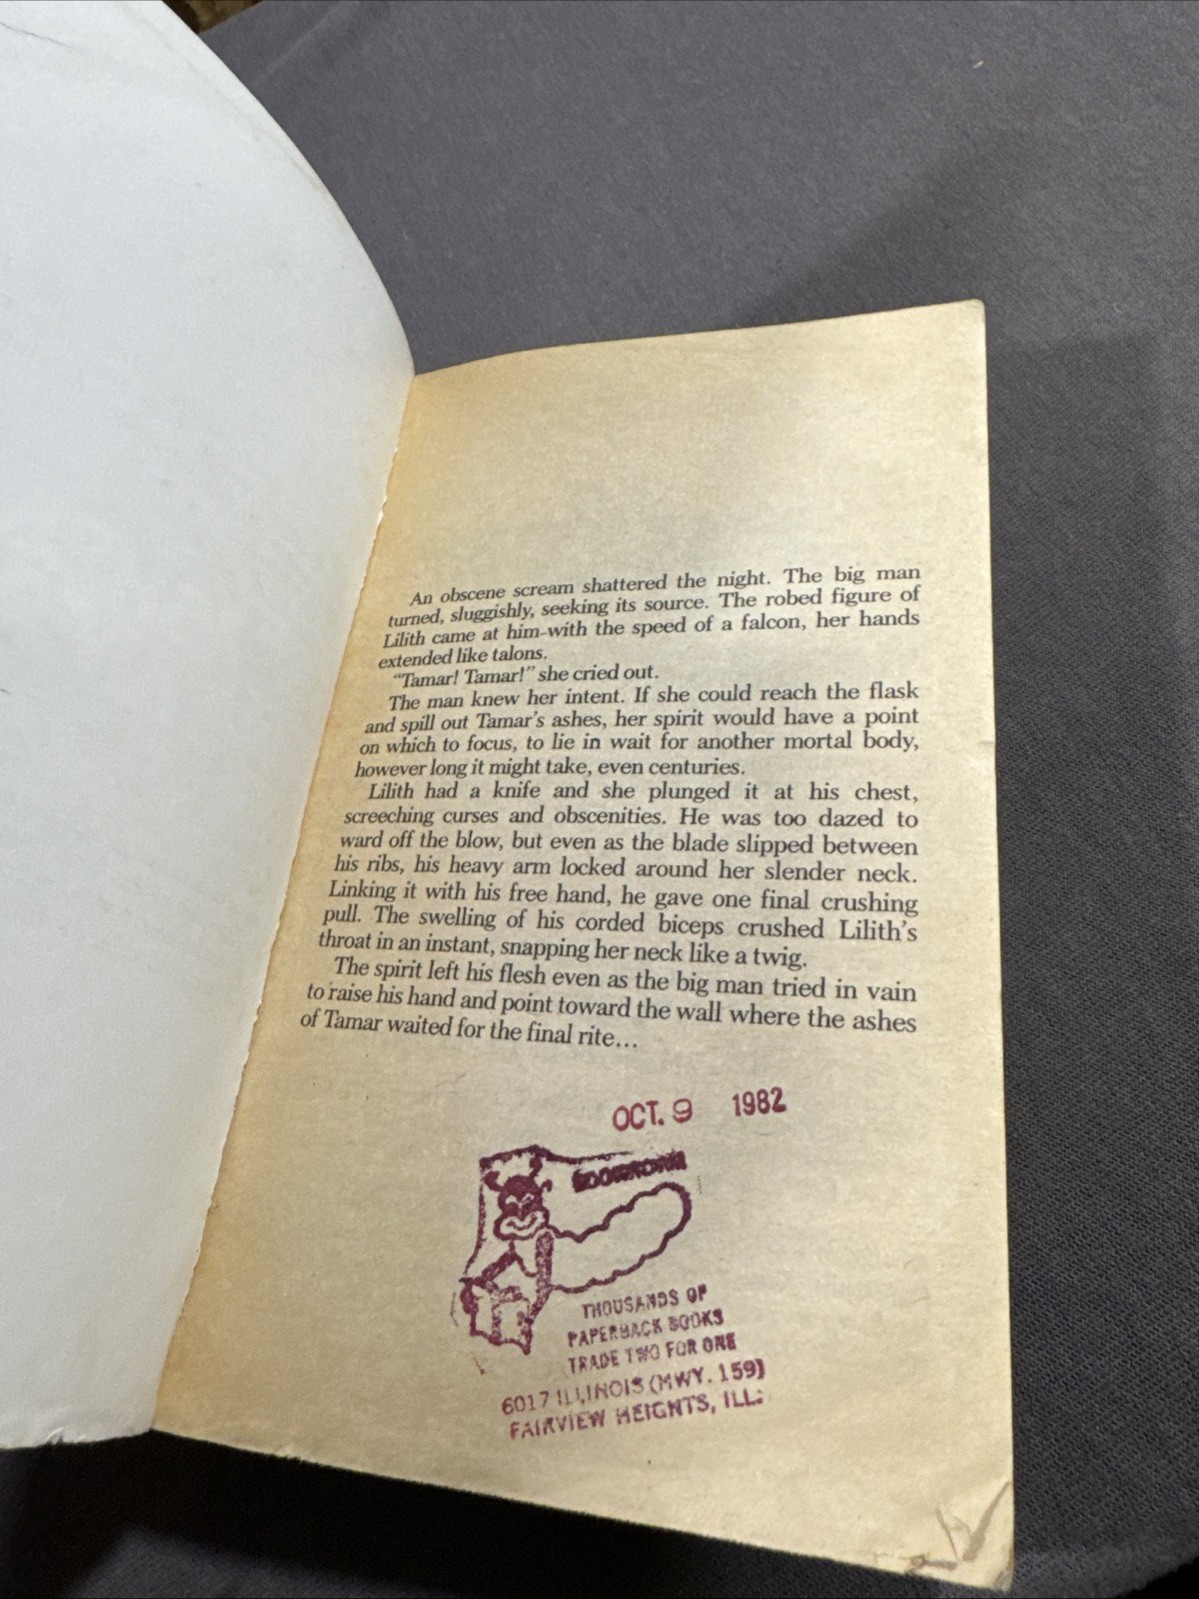 An obscene scream shattered the night. The big man
turned, sluggishly, seeking its source. The robed figure of
Lilith came at him-with the speed of a falcon, her hands
extended like talons.
“Tamar! Tamar!” she cried out.
The man knew her intent. If she could reach the flask
and spill out Tamar’s ashes, her spirit would have a point
on which to focus, to lie in wait for another mortal body,
however long it might take, even centuries.
Lilith had a knife and she plunged it at his chest,
screeching curses and obscenities. He was too dazed to
ward off the blow, but even as the blade slipped between
his ribs, his heavy arm locked around her slender neck.
Linking it with his free hand, he gave one final crushing
pull. The swelling of his corded biceps crushed Lilith’s
throat in an instant, snapping her neck like a twig.
The spirit left his flesh even as the big man tried in vain
to raise his hand and point toward the wall where the ashes
of Tamar waited for the final rite...
OCT. 9 1982
THOUSANDS OF
PAPERBACK BOOKS
TRADE TWO FOR ONE
6017 ILLINOIS (HWY. 159)
FAIRVIEW HEIGHTS, ILL.